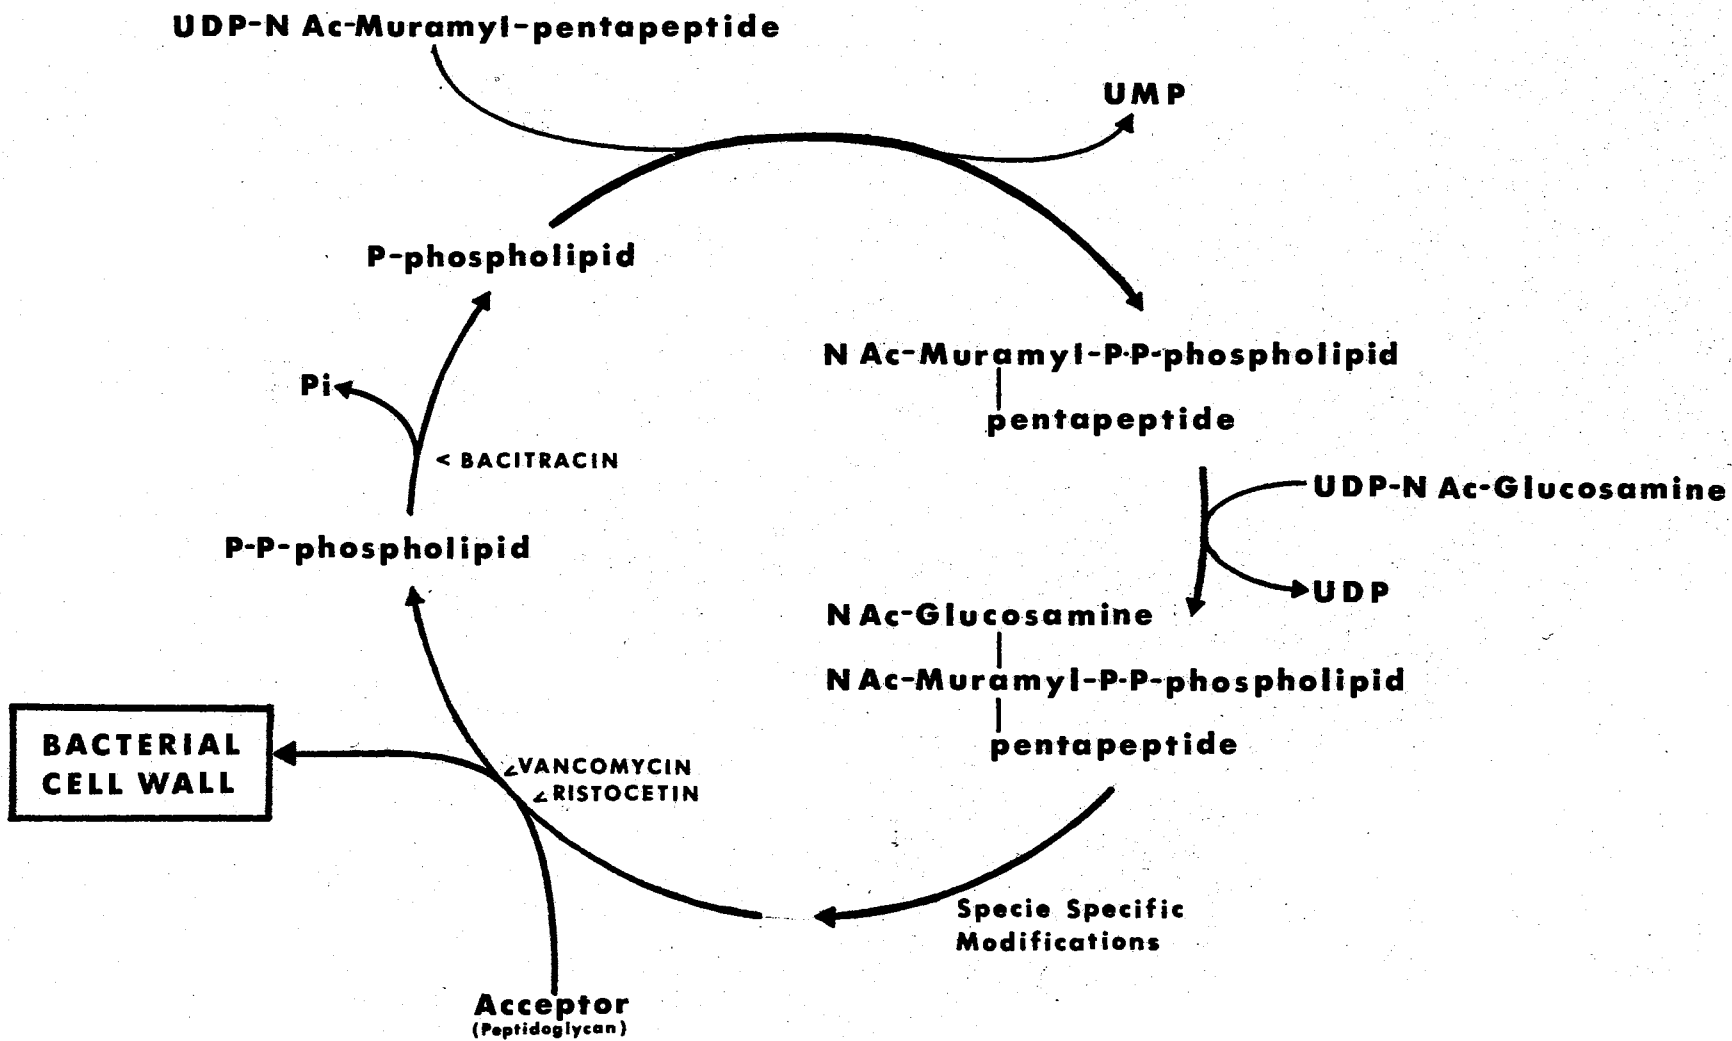 UDP-N Ac-Muramyl-pentapeptide
UMP
P-phospholipid
N Ac-Muramyl-P·P-phospholipid
pentapeptide
Pi
< BACITRACIN
UDP-N Ac-Glucosamine
P-P-phospholipid
UDP
N Ac-Glucosamine
N Ac-Muramyl-P·P-phospholipid
pentapeptide
BACTERIAL
CELL WALL
<VANCOMYCIN
<RISTOCETIN
Specie Specific
Modifications
Acceptor
(Peptidoglycan)